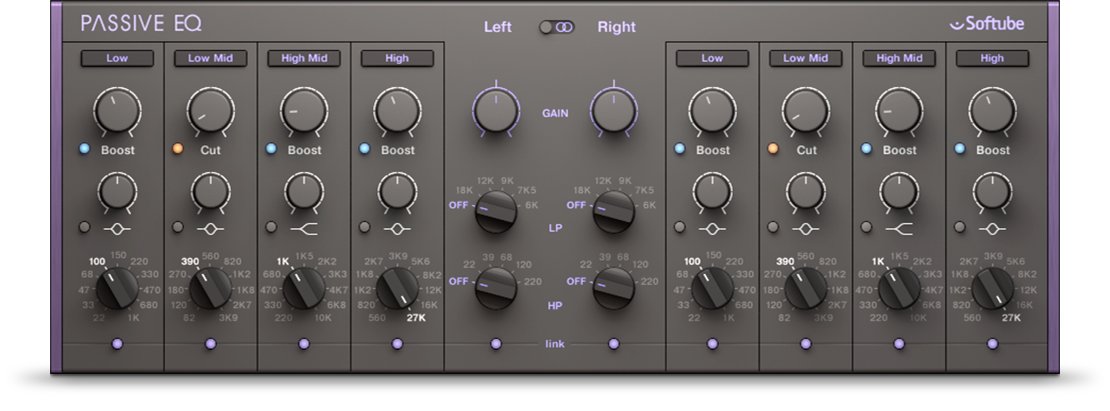 PASSIVE EQ
Left Right
Softube
Low Low Mid High Mid High
Low Low Mid High Mid High
GAIN
Boost Cut Boost Boost
Boost Cut Boost Boost
18K 12K 9K 7K5 6K OFF
LP
18K 12K 9K 7K5 6K OFF
22 33 47 68 100 150 220 330 470 680 1K
82 120 180 270 390 560 820 1K2 1K8 2K7 3K9
220 330 470 680 1K 1K5 2K2 3K3 4K7 6K8 10K
560 820 1K2 1K8 2K7 3K9 5K6 8K2 12K 16K 27K
OFF 22 39 68 120 220
HP
OFF 22 39 68 120 220
22 33 47 68 100 150 220 330 470 680 1K
82 120 180 270 390 560 820 1K2 1K8 2K7 3K9
220 330 470 680 1K 1K5 2K2 3K3 4K7 6K8 10K
560 820 1K2 1K8 2K7 3K9 5K6 8K2 12K 16K 27K
link